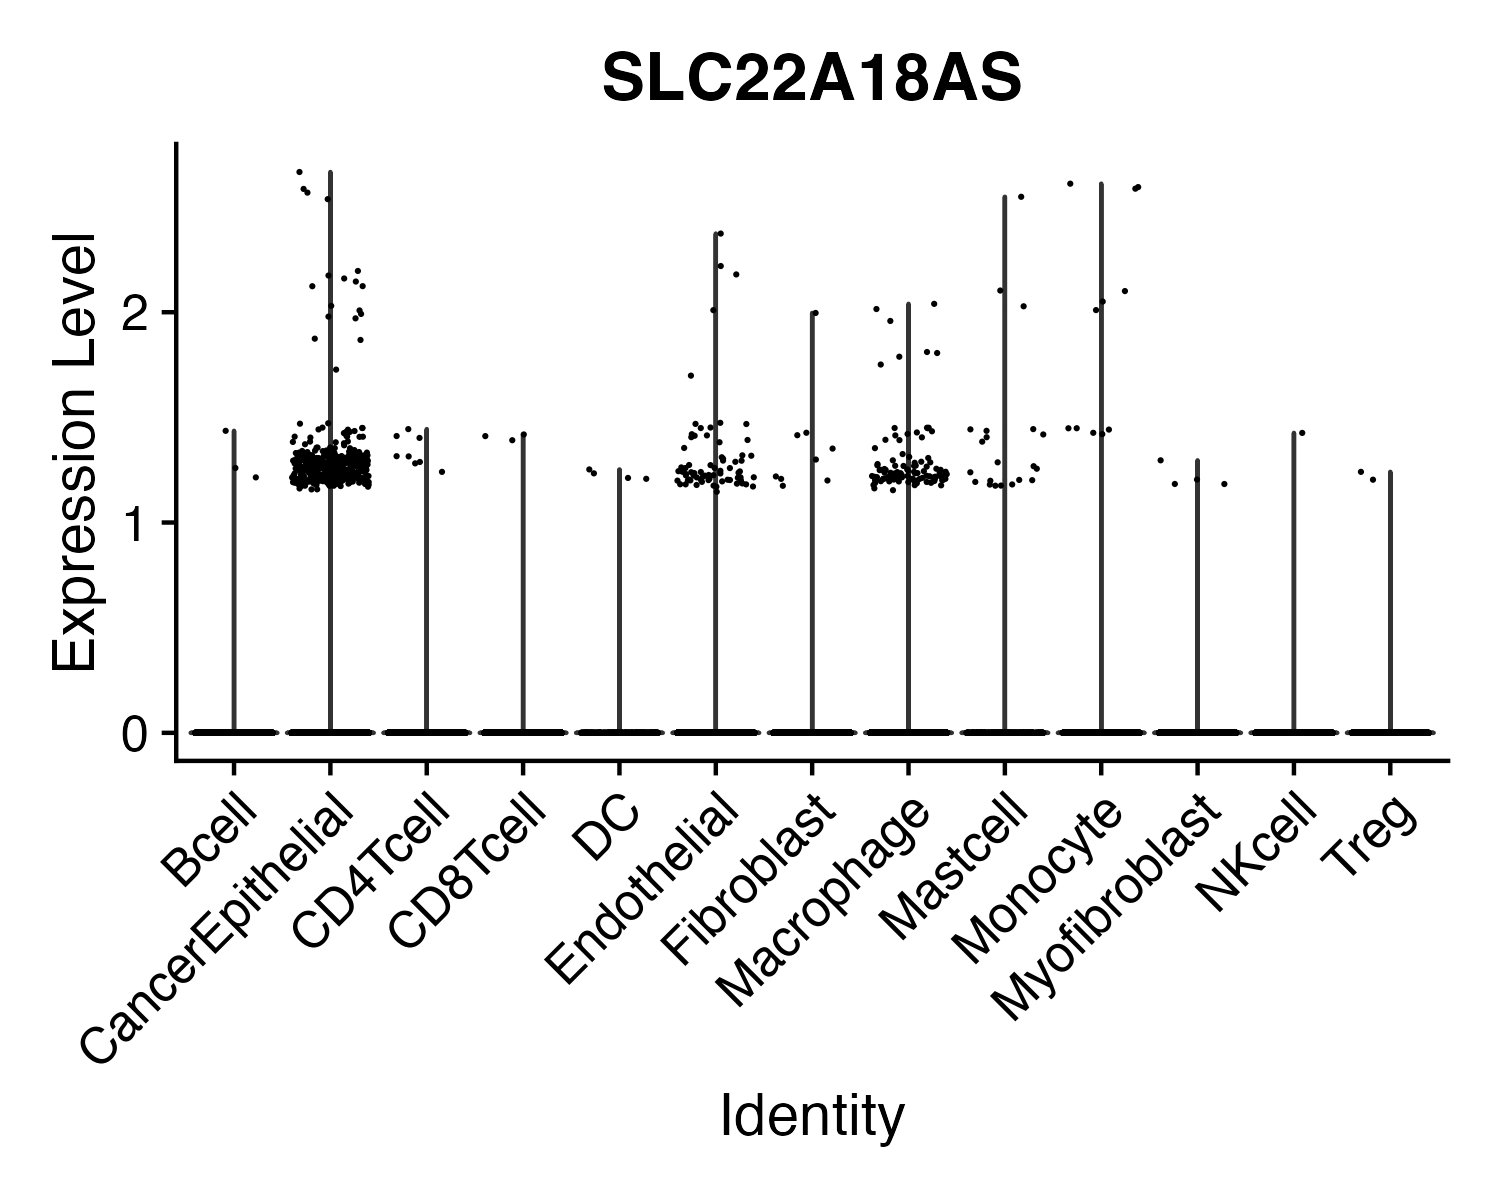 SLC22A18AS
Expression Level
2
1
0
Bcell
CancerEpithelial
CD4Tcell
CD8Tcell
DC
Endothelial
Fibroblast
Macrophage
Mastcell
Monocyte
Myofibroblast
NKcell
Treg
Identity